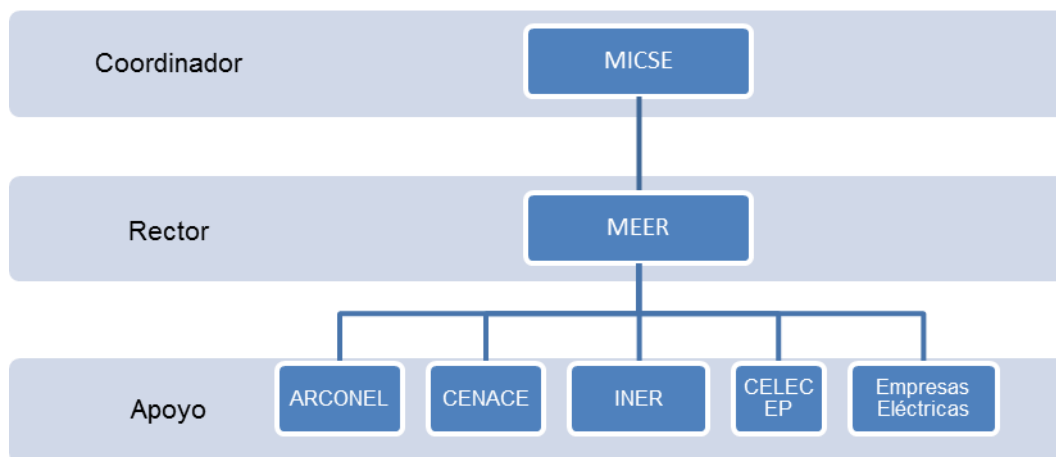 Coordinador
MICSE
Rector
MEER
Apoyo
ARCONEL
CENACE
INER
CELEC
EP
Empresas
Eléctricas